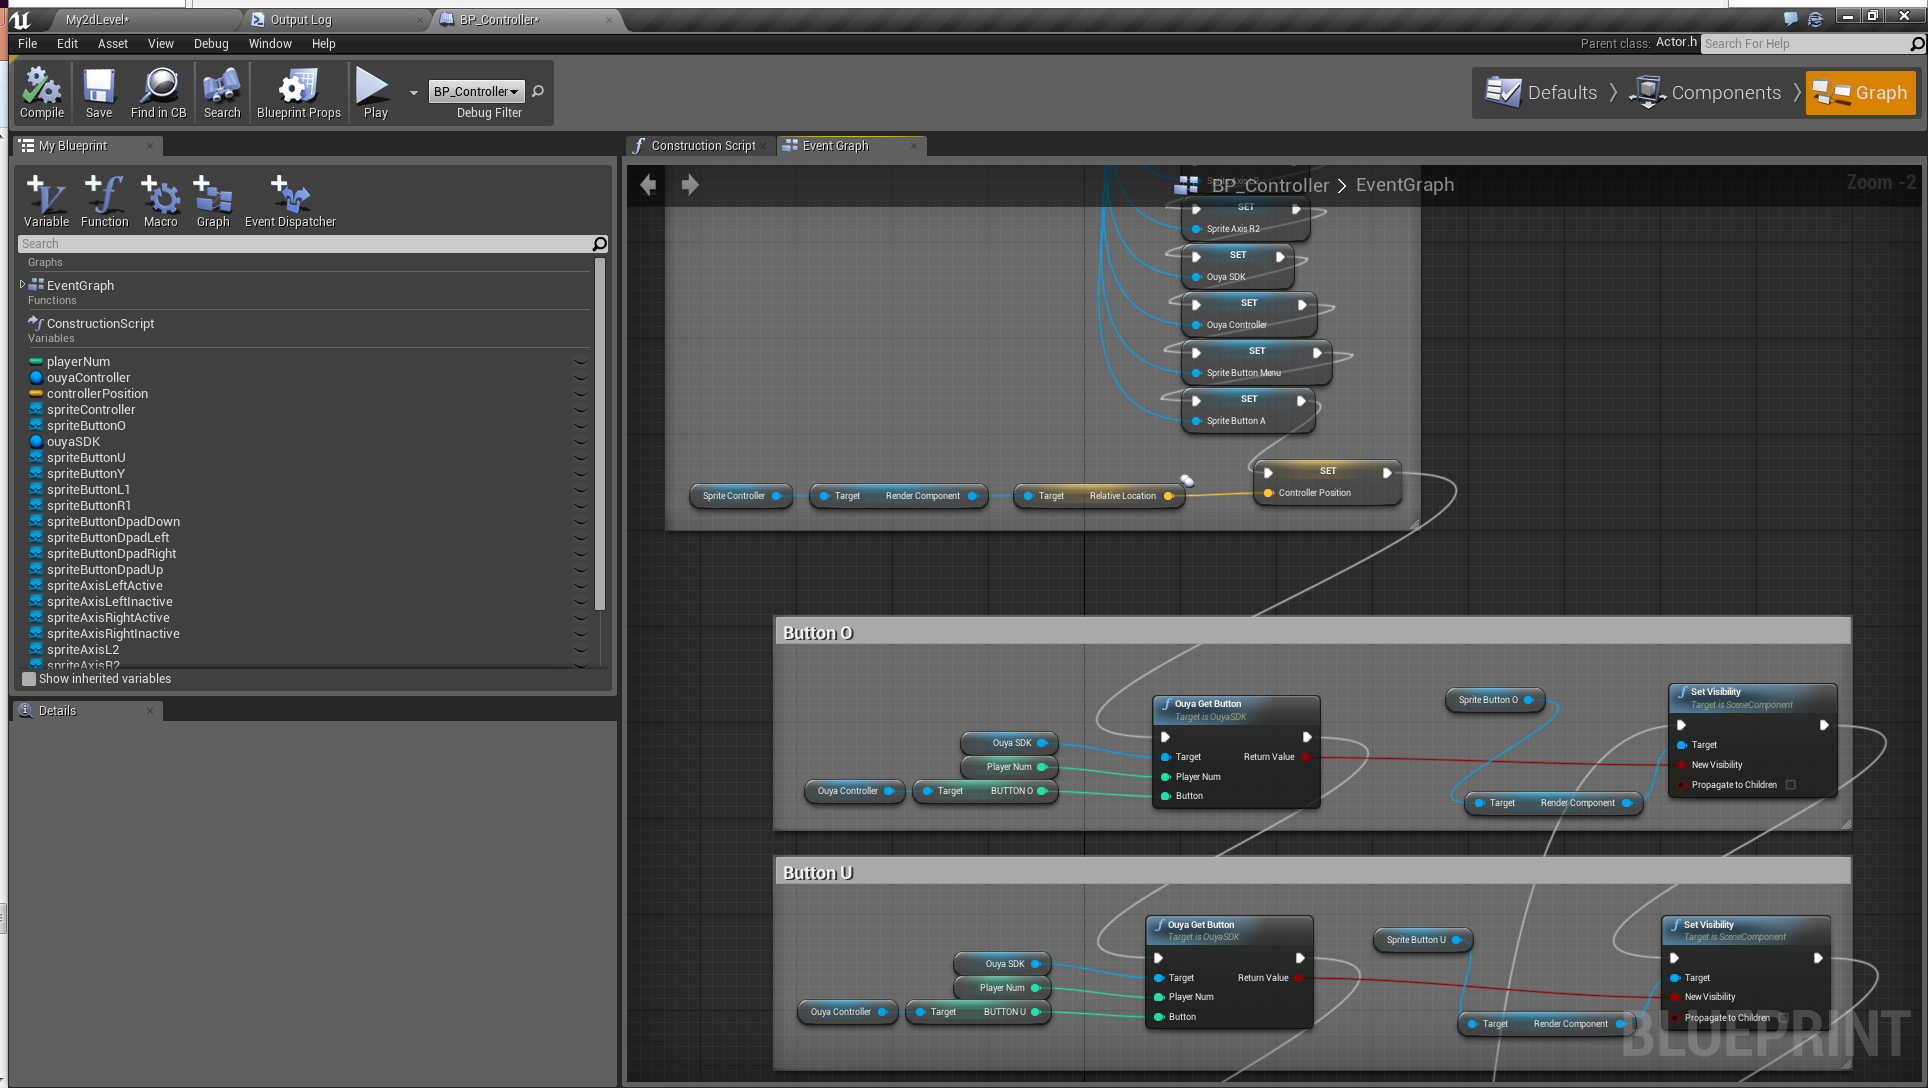 My2dLevel*
Output Log
BP_Controller*
File Edit Asset View Debug Window Help
Parent class: Actor.h
Search For Help
Compile
Save
Find in CB
Search
Blueprint Props
Play
BP_Controller
Debug Filter
Defaults
Components
Graph
My Blueprint
Construction Script
Event Graph
Variable
Function
Macro
Graph
Event Dispatcher
Search
Graphs
EventGraph
Functions
ConstructionScript
Variables
playerNum
ouyaController
controllerPosition
spriteController
spriteButtonO
ouyaSDK
spriteButtonU
spriteButtonY
spriteButtonL1
spriteButtonR1
spriteButtonDpadDown
spriteButtonDpadLeft
spriteButtonDpadRight
spriteButtonDpadUp
spriteAxisLeftActive
spriteAxisLeftInactive
spriteAxisRightActive
spriteAxisRightInactive
spriteAxisL2
spriteAxisR2
Show inherited variables
Details
BP_Controller > EventGraph
Zoom -2
SET
Sprite Axis R2
SET
Ouya SDK
SET
Ouya Controller
SET
Sprite Button Menu
SET
Sprite Button A
SET
Controller Position
Sprite Controller
Target Render Component
Target Relative Location
Button O
Ouya Get Button
Target is OuyaSDK
Target Return Value
Player Num
Button
Ouya SDK
Player Num
Ouya Controller
Target BUTTON O
Sprite Button O
Target Render Component
Set Visibility
Target is SceneComponent
Target
New Visibility
Propagate to Children
Button U
Ouya Get Button
Target is OuyaSDK
Target Return Value
Player Num
Button
Ouya SDK
Player Num
Ouya Controller
Target BUTTON U
Sprite Button U
Target Render Component
Set Visibility
Target is SceneComponent
Target
New Visibility
Propagate to Children
BLUEPRINT